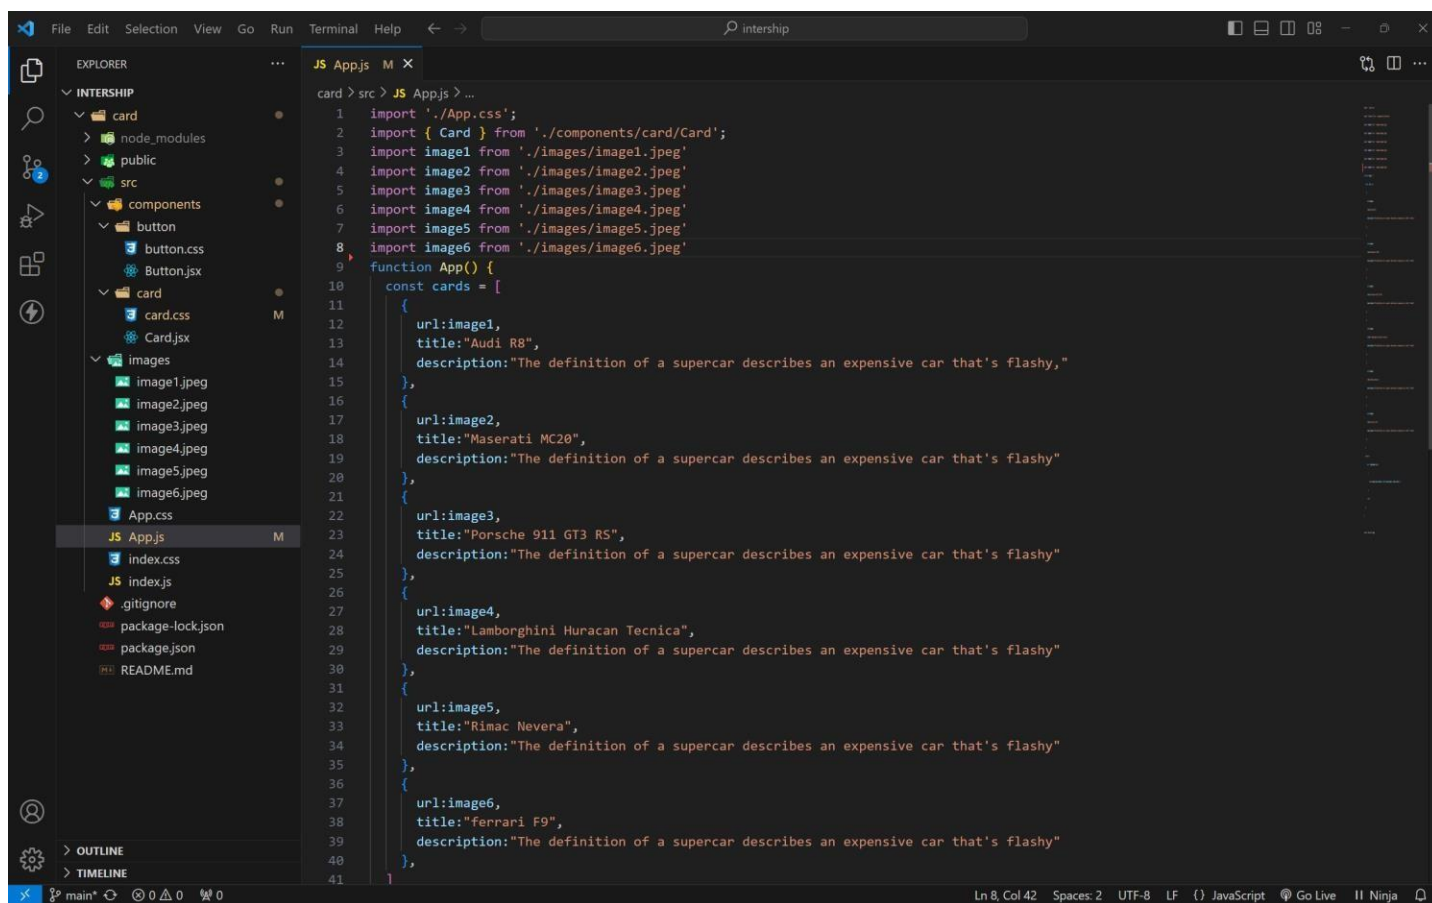 File Edit Selection View Go Run Terminal Help intership
EXPLORER
INTERSHIP
card
node_modules
public
src
components
button
button.css
Button.jsx
card
card.css M
Card.jsx
images
image1.jpeg
image2.jpeg
image3.jpeg
image4.jpeg
image5.jpeg
image6.jpeg
App.css
JS App.js M
index.css
JS index.js
.gitignore
package-lock.json
package.json
README.md
OUTLINE
TIMELINE
2
JS App.js M
card > src > JS App.js > ...
1 import './App.css';
2 import { Card } from './components/card/Card';
3 import image1 from './images/image1.jpeg'
4 import image2 from './images/image2.jpeg'
5 import image3 from './images/image3.jpeg'
6 import image4 from './images/image4.jpeg'
7 import image5 from './images/image5.jpeg'
8 import image6 from './images/image6.jpeg'
9 function App() {
10 const cards = [
11 {
12 url:image1,
13 title:"Audi R8",
14 description:"The definition of a supercar describes an expensive car that's flashy,"
15 },
16 {
17 url:image2,
18 title:"Maserati MC20",
19 description:"The definition of a supercar describes an expensive car that's flashy"
20 },
21 {
22 url:image3,
23 title:"Porsche 911 GT3 RS",
24 description:"The definition of a supercar describes an expensive car that's flashy"
25 },
26 {
27 url:image4,
28 title:"Lamborghini Huracan Tecnica",
29 description:"The definition of a supercar describes an expensive car that's flashy"
30 },
31 {
32 url:image5,
33 title:"Rimac Nevera",
34 description:"The definition of a supercar describes an expensive car that's flashy"
35 },
36 {
37 url:image6,
38 title:"ferrari F9",
39 description:"The definition of a supercar describes an expensive car that's flashy"
40 },
41 ]
main* 0 0 0 Ln 8, Col 42 Spaces: 2 UTF-8 LF {} JavaScript Go Live Ninja